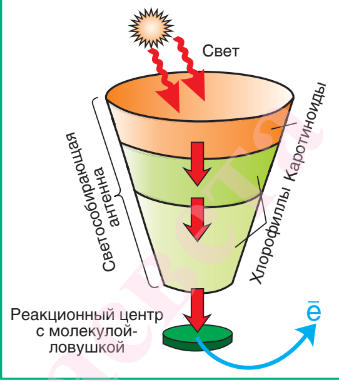 Свет
Каротиноиды
Хлорофиллы
Светособирающая
антенна
Реакционный центр
с молекулой-
ловушкой
ē